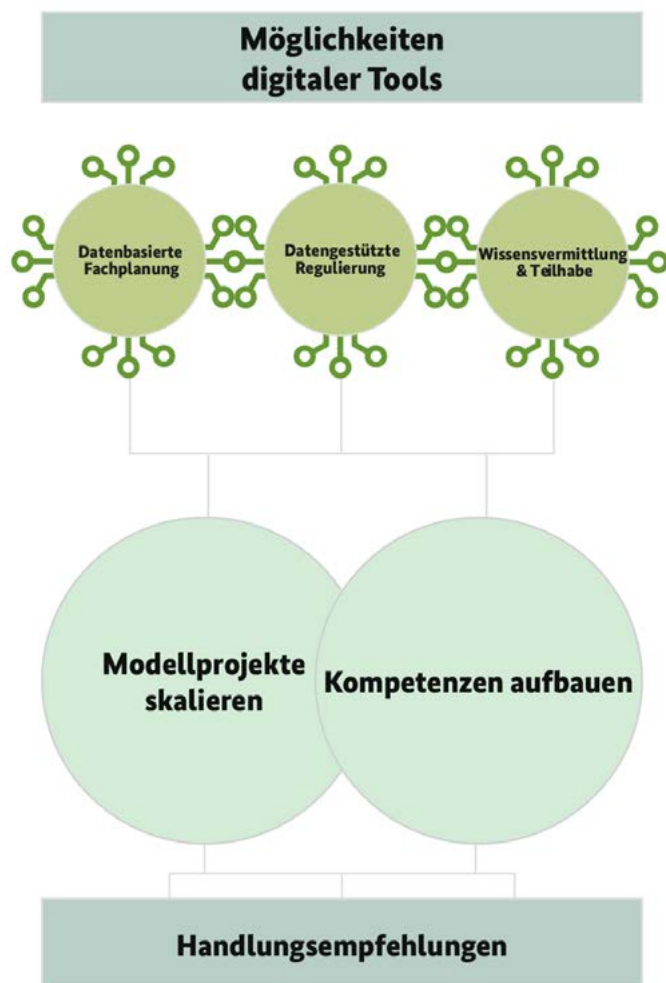 Möglichkeiten
digitaler Tools
Datenbasierte
Fachplanung
Datengestützte
Regulierung
Wissensvermittlung
& Teilhabe
Modellprojekte
skalieren
Kompetenzen aufbauen
Handlungsempfehlungen